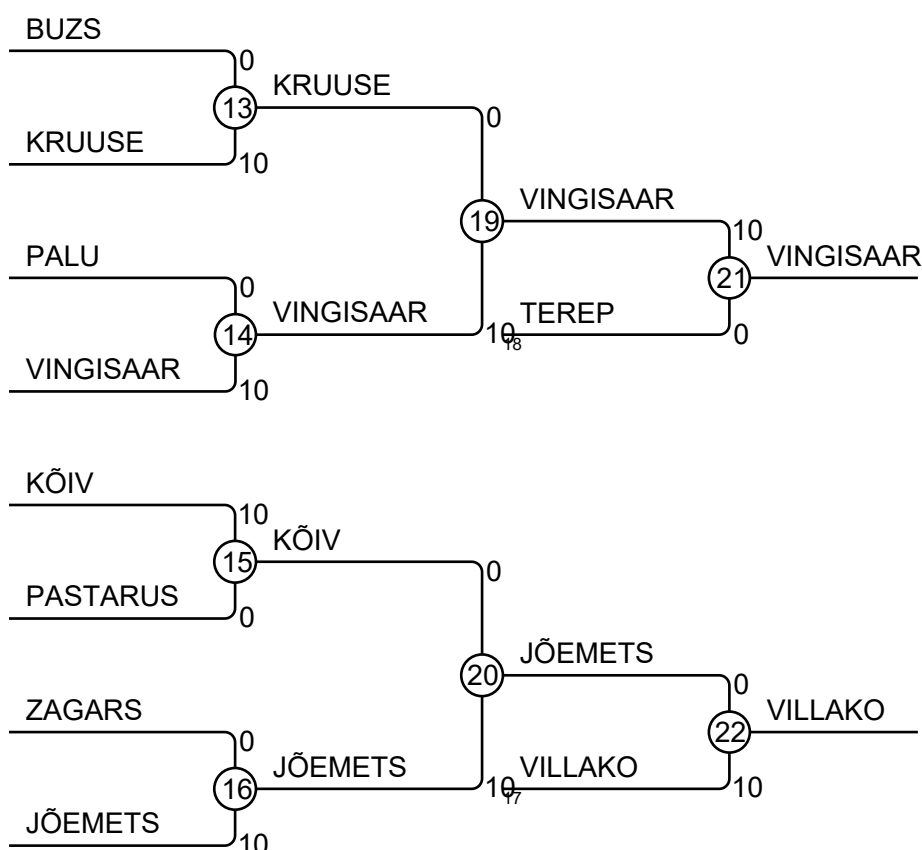 BUZS
0
13
KRUUSE
KRUUSE
10
0
19
VINGISAAR
PALU
0
14
VINGISAAR
VINGISAAR
10
10
18
TEREP
10
21
VINGISAAR
0
KÕIV
10
15
KÕIV
PASTARUS
0
0
20
JÕEMETS
ZAGARS
0
16
JÕEMETS
JÕEMETS
10
10
17
VILLAKO
0
22
VILLAKO
10